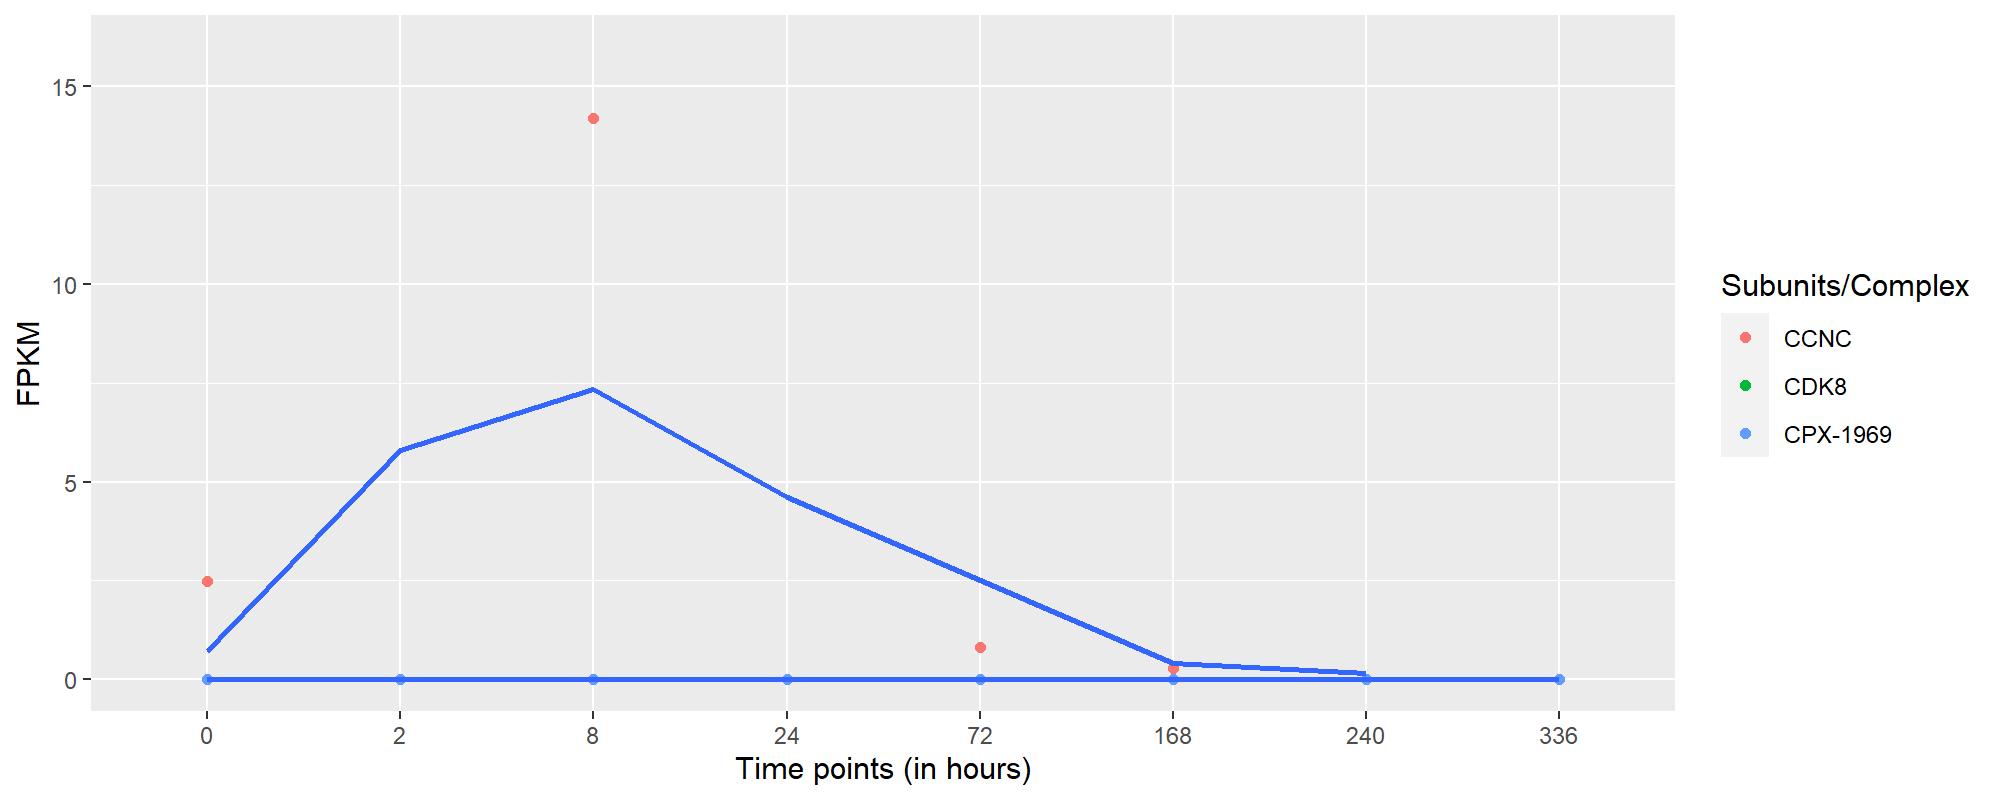 15
10
5
0
FPKM
0 2 8 24 72 168 240 336
Time points (in hours)
Subunits/Complex
CCNC
CDK8
CPX-1969